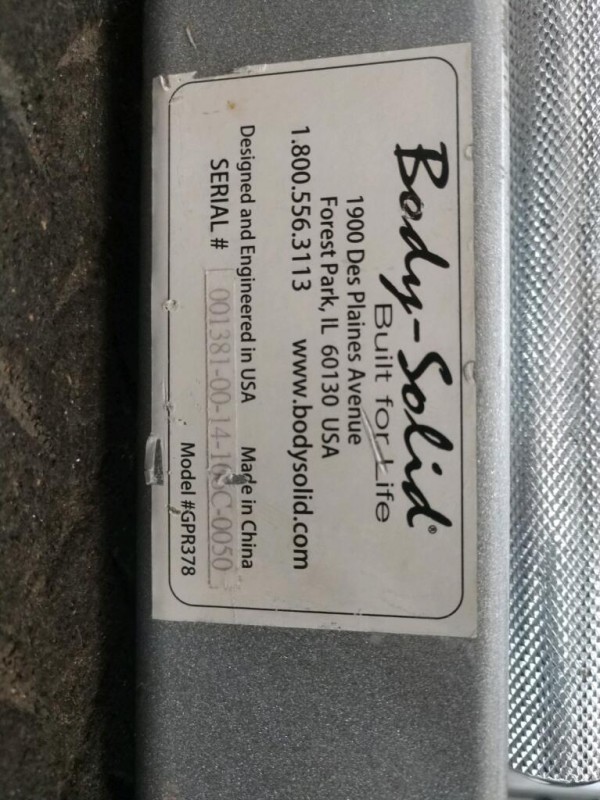 Body-Solid®
Built for Life
1900 Des Plaines Avenue
Forest Park, IL 60130 USA
1.800.556.3113 www.bodysolid.com
Designed and Engineered in USA Made in China
SERIAL #
Model #GPR378